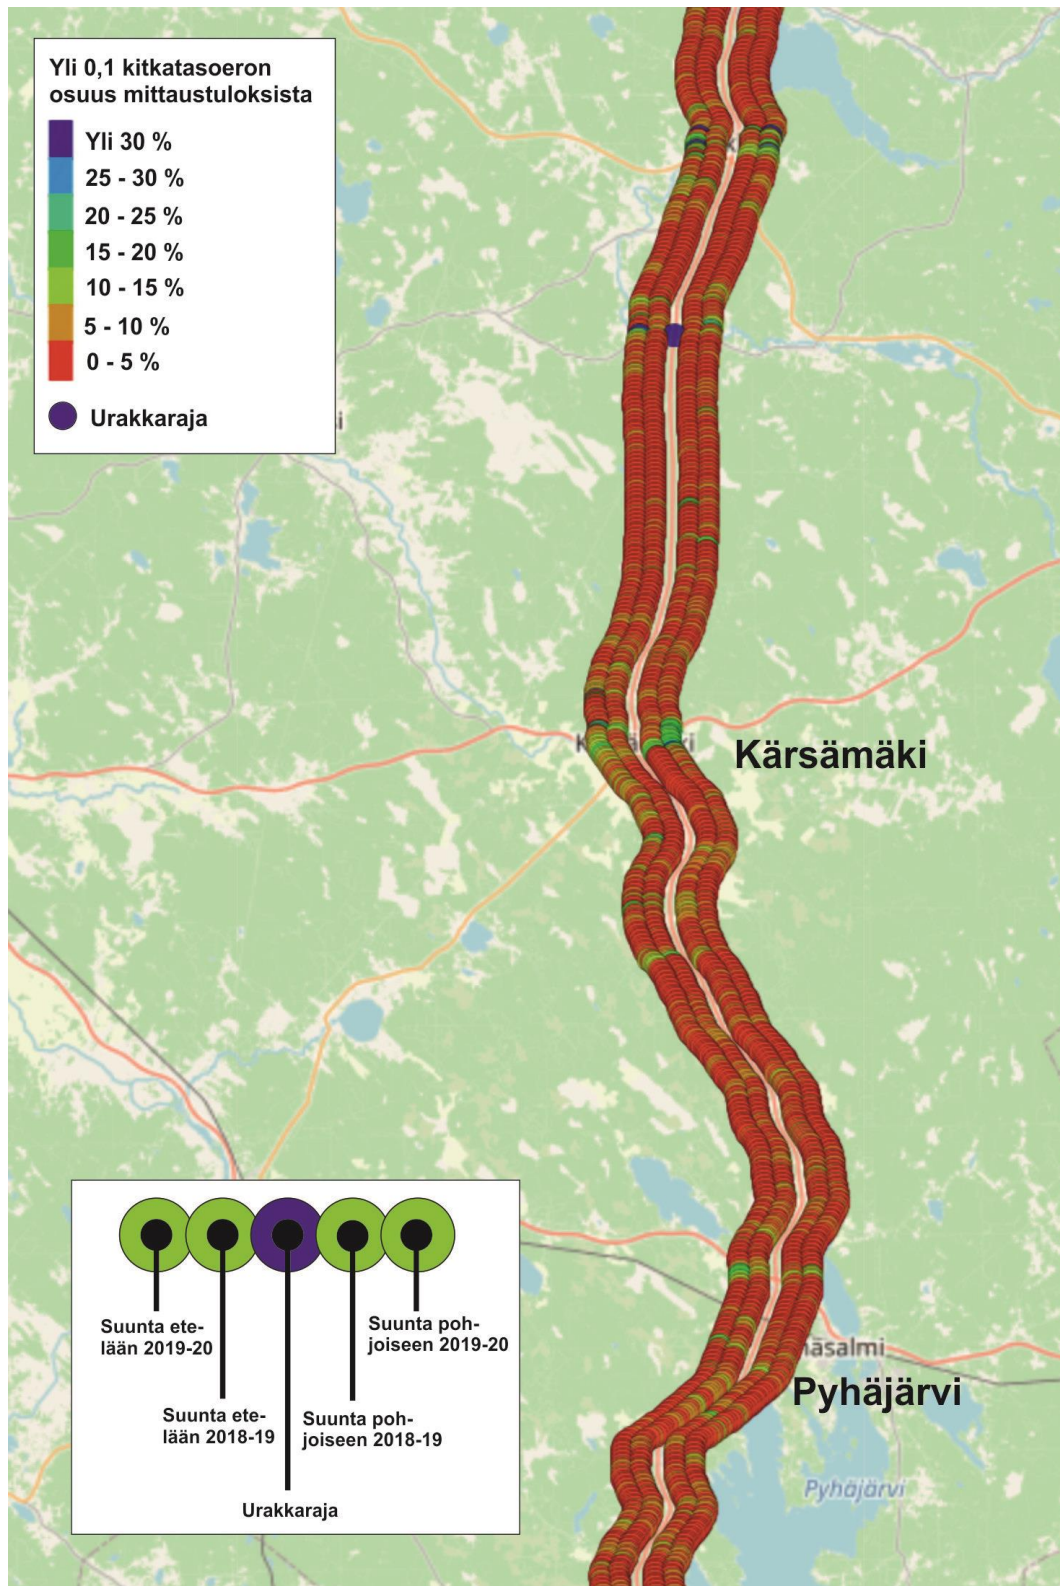 Yli 0,1 kitkatasoeron
osuus mittaustuloksista
Yli 30 %
25 - 30 %
20 - 25 %
15 - 20 %
10 - 15 %
5 - 10 %
0 - 5 %
Urakkaraja
Kärsämäki
Suunta ete-
lään 2019-20
Suunta poh-
joiseen 2019-20
Suunta ete-
lään 2018-19
Suunta poh-
joiseen 2018-19
Urakkaraja
äsalmi
Pyhäjärvi
Pyhäjärvi